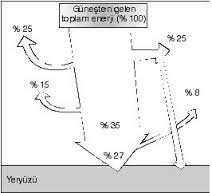 Güneşten gelen
toplam enerji (% 100)
% 25
% 25
% 15
% 8
% 35
% 27
Yeryüzü